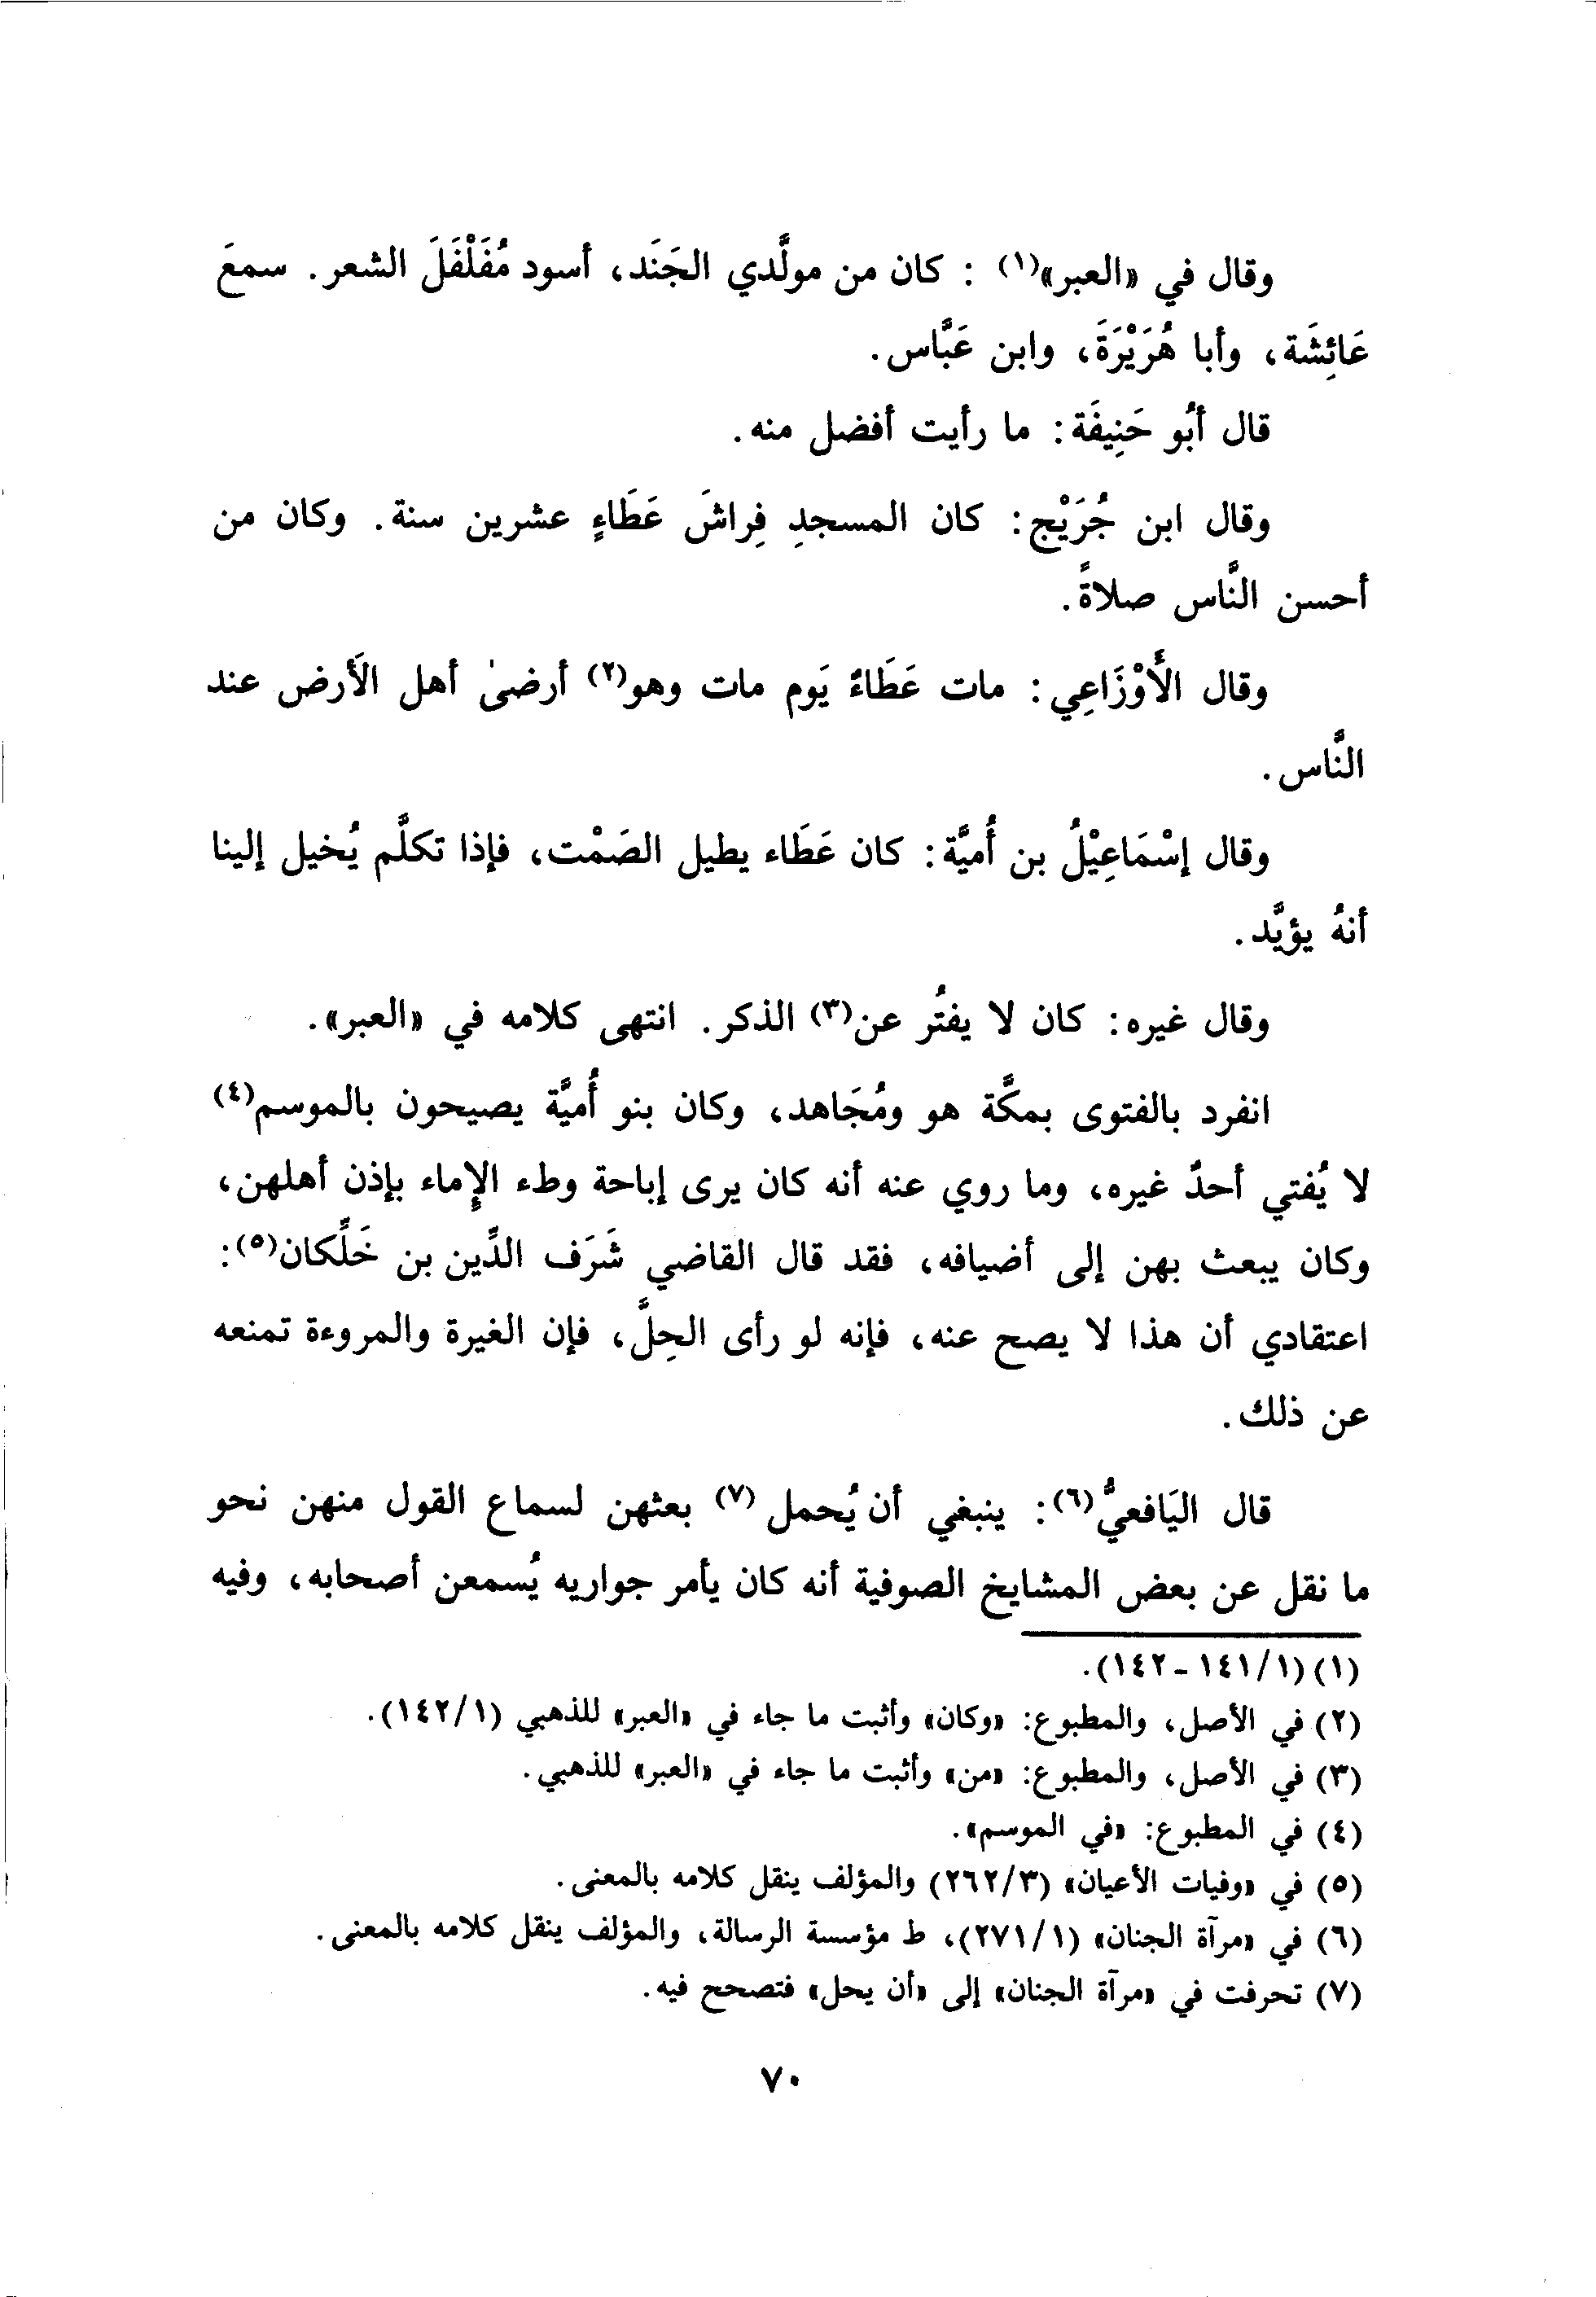 وقال في «العبر»(١) : كان من مولَّدي الجَنَد، أسود مُفَلْفَلَ الشعر. سمعَ
عَائِشَة، وأبا هُرَيْرَةَ، وابن عَبَّاس.
قال أبُو حَنِيفَة: ما رأيت أفضل منه.
وقال ابن جُرَيْج: كان المسجدِ فِراشَ عَطَاءٍ عشرين سنة. وكان من
أحسن النَّاس صلاةً.
وقال الأَوْزَاعِي: مات عَطَاءٌ يَوم مات وهو(٢) أرضىٰ أهل الأَرض عند
النَّاس.
وقال إسْمَاعِيْلُ بن أُميَّة: كان عَطَاء يطيل الصَمْت، فإذا تكلَّم يُخيل إلينا
أنهُ يؤيَّد.
وقال غيره: كان لا يفتُر عن(٣) الذكر. انتهى كلامه في «العبر».
انفرد بالفتوى بمكَّة هو ومُجَاهد، وكان بنو أُميَّة يصيحون بالموسم(٤)
لا يُفتي أحدٌ غيره، وما روي عنه أنه كان يرى إباحة وطء الإِماء بإذن أهلهن،
وكان يبعث بهن إلى أضيافه، فقد قال القاضي شَرَف الدِّين بن خَلِّكان(٥):
اعتقادي أن هذا لا يصح عنه، فإنه لو رأى الحِلَّ، فإن الغيرة والمروءة تمنعه
عن ذلك.
قال اليَافعيُّ(٦): ينبغي أن يُحمل(٧) بعثهن لسماع القول منهن نحو
ما نقل عن بعض المشايخ الصوفية أنه كان يأمر جواريه يُسمعن أصحابه، وفيه
(١) (١٤١/١ - ١٤٢).
(٢) في الأصل، والمطبوع: «وكان» وأثبت ما جاء في «العبر» للذهبي (١٤٢/١).
(٣) في الأصل، والمطبوع: «من» وأثبت ما جاء في «العبر» للذهبي.
(٤) في المطبوع: «في الموسم».
(٥) في «وفيات الأعيان» (٢٦٢/٣) والمؤلف ينقل كلامه بالمعنى.
(٦) في «مرآة الجنان» (٢٧١/١)، ط مؤسسة الرسالة، والمؤلف ينقل كلامه بالمعنى.
(٧) تحرفت في «مرآة الجنان» إلى «أن يحل» فتصحح فيه.
٧٠